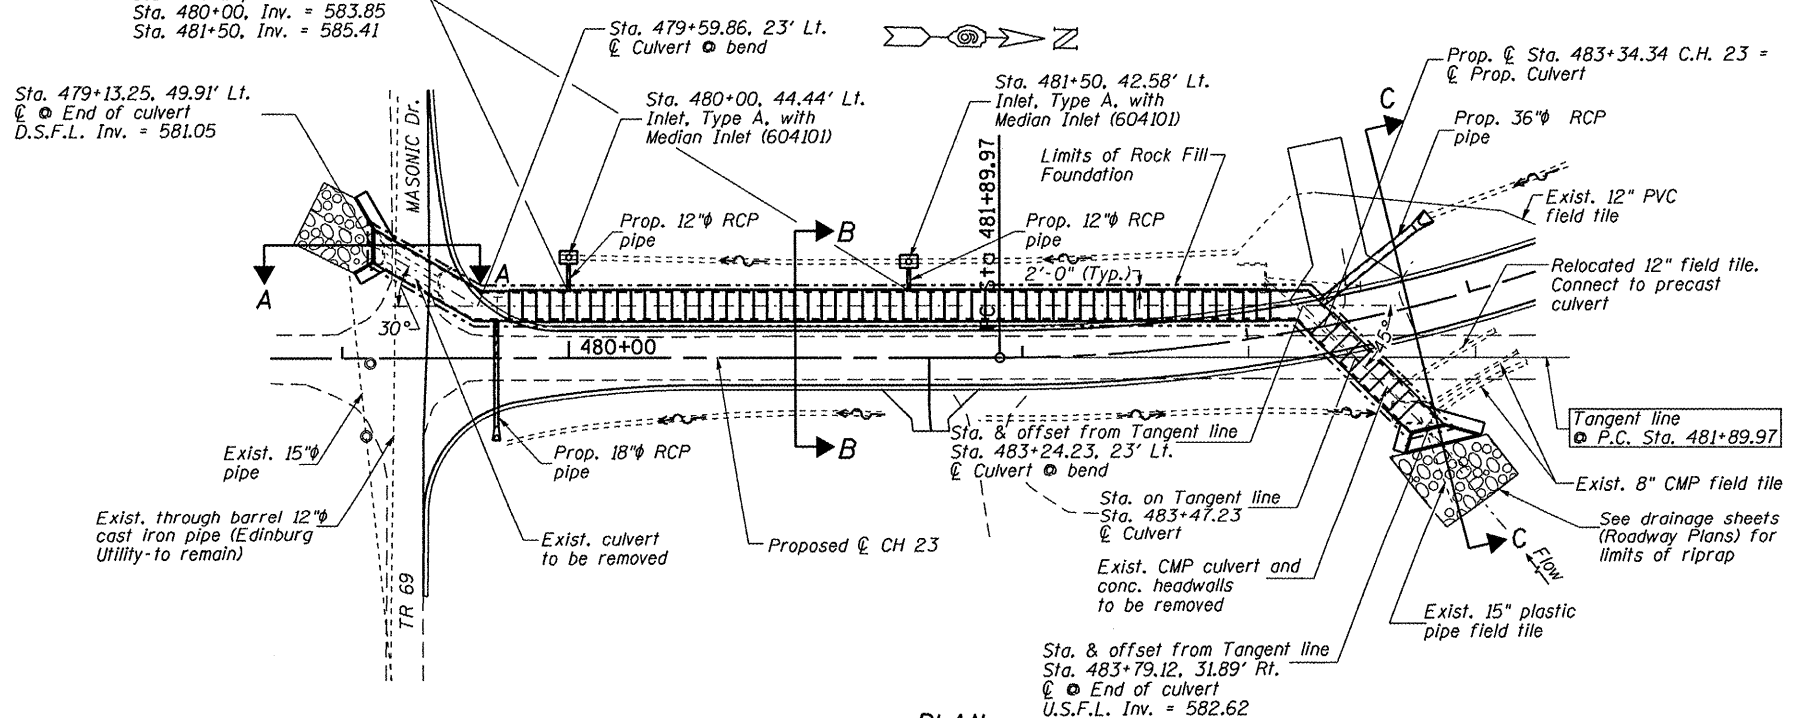 Sta. 480+00, Inv. = 583.85
Sta. 481+50, Inv. = 585.41
Sta. 479+13.25, 49.91' Lt.
℄ @ End of culvert
D.S.F.L. Inv. = 581.05
MASONIC Dr.
Sta. 479+59.86, 23' Lt.
℄ Culvert @ bend
Sta. 480+00, 44.44' Lt.
Inlet, Type A, with
Median Inlet (604101)
N
Sta. 481+50, 42.58' Lt.
Inlet, Type A, with
Median Inlet (604101)
PC Sta 481+89.97
Limits of Rock Fill
Foundation
Prop. ℄ Sta. 483+34.34 C.H. 23 =
℄ Prop. Culvert
C
Prop. 36"ϕ RCP
pipe
Exist. 12" PVC
field tile
Relocated 12" field tile.
Connect to precast
culvert
Prop. 12"ϕ RCP
pipe
B
Prop. 12"ϕ RCP
pipe
2'-0" (Typ.)
A
A
30°
480+00
45°
Tangent line
@ P.C. Sta. 481+89.97
Exist. 15"ϕ
pipe
Prop. 18"ϕ RCP
pipe
B
Sta. & offset from Tangent line
Sta. 483+24.23, 23' Lt.
℄ Culvert @ bend
Exist. 8" CMP field tile
Exist. through barrel 12"ϕ
cast iron pipe (Edinburg
Utility-to remain)
Exist. culvert
to be removed
Proposed ℄ CH 23
Sta. on Tangent line
Sta. 483+47.23
℄ Culvert
See drainage sheets
(Roadway Plans) for
limits of riprap
C
Flow
Exist. CMP culvert and
conc. headwalls
to be removed
TR 69
Exist. 15" plastic
pipe field tile
Sta. & offset from Tangent line
Sta. 483+79.12, 31.89' Rt.
℄ @ End of culvert
U.S.F.L. Inv. = 582.62
PLAN